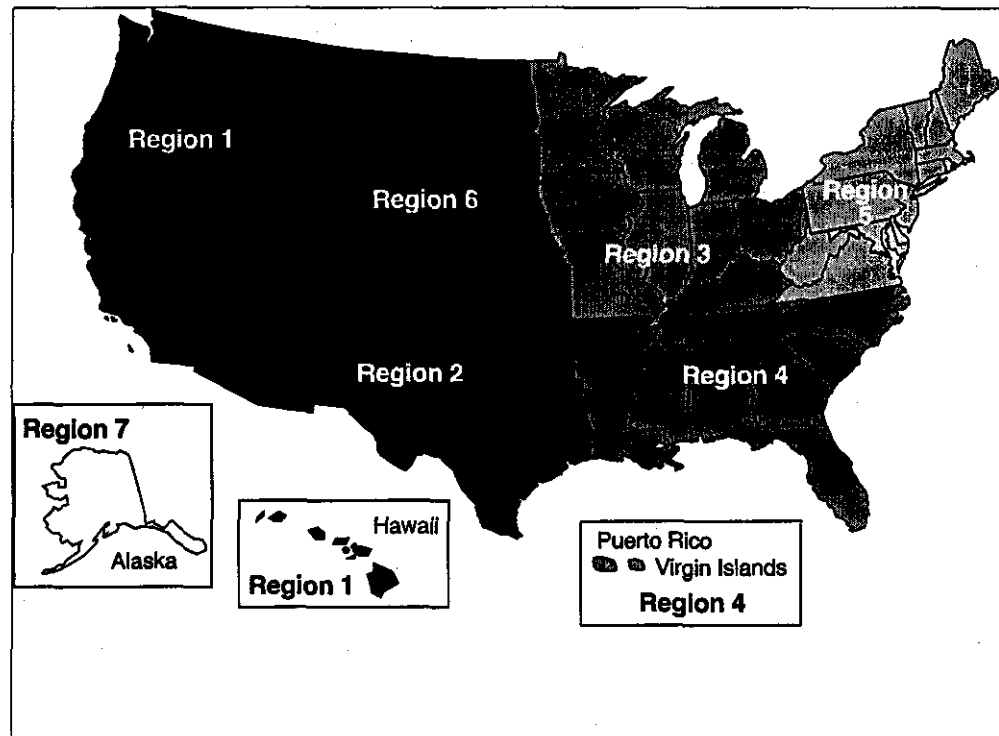 Region 1
Region 6
Region
5
Region 3
Region 2
Region 4
Region 7
Alaska
Hawaii
Region 1
Puerto Rico
Virgin Islands
Region 4